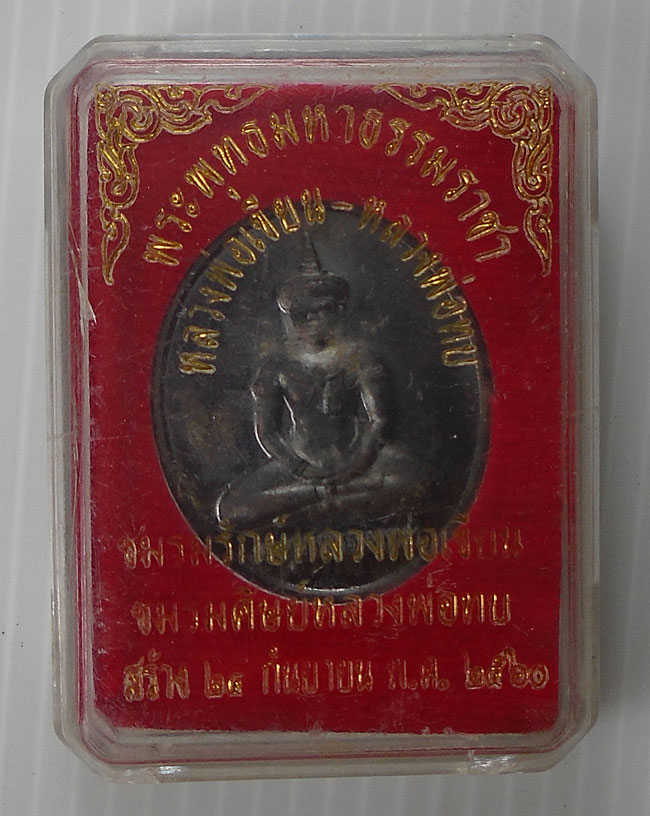 พระพุทธมหาธรรมราชา
หลวงพ่อเขียน - หลวงพ่อทบ
ชมรมรักษ์หลวงพ่อเขียน
ชมรมศิษย์หลวงพ่อทบ
สร้าง ๒๔ กันยายน พ.ศ. ๒๕๖๐